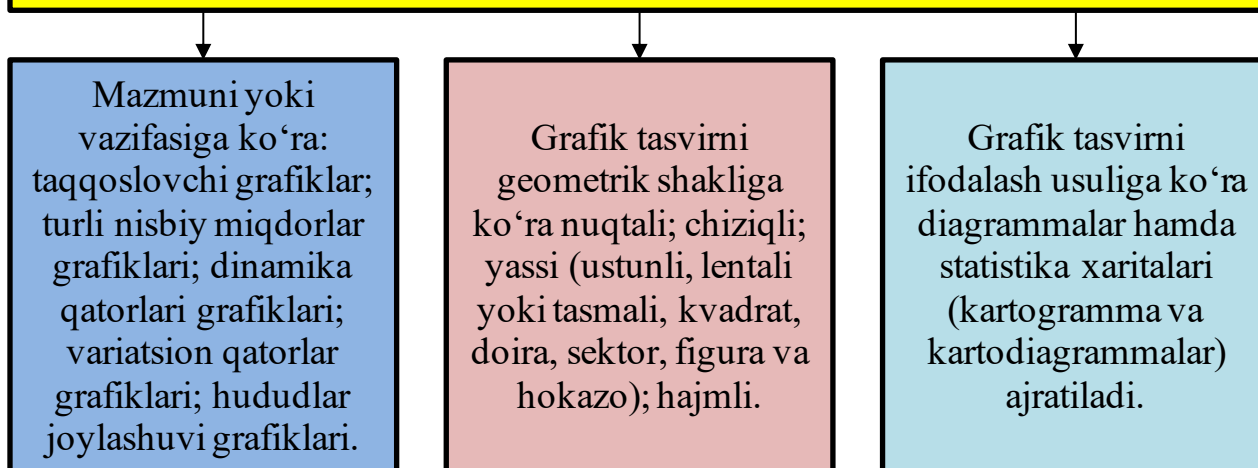 Mazmuni yoki
vazifasiga ko‘ra:
taqqoslovchi grafiklar;
turli nisbiy miqdorlar
grafiklari; dinamika
qatorlari grafiklari;
variatsion qatorlar
grafiklari; hududlar
joylashuvi grafiklari.
Grafik tasvirni
geometrik shakliga
ko‘ra nuqtali; chiziqli;
yassi (ustunli, lentali
yoki tasmali, kvadrat,
doira, sektor, figura va
hokazo); hajmli.
Grafik tasvirni
ifodalash usuliga ko‘ra
diagrammalar hamda
statistika xaritalari
(kartogramma va
kartodiagrammalar)
ajratiladi.